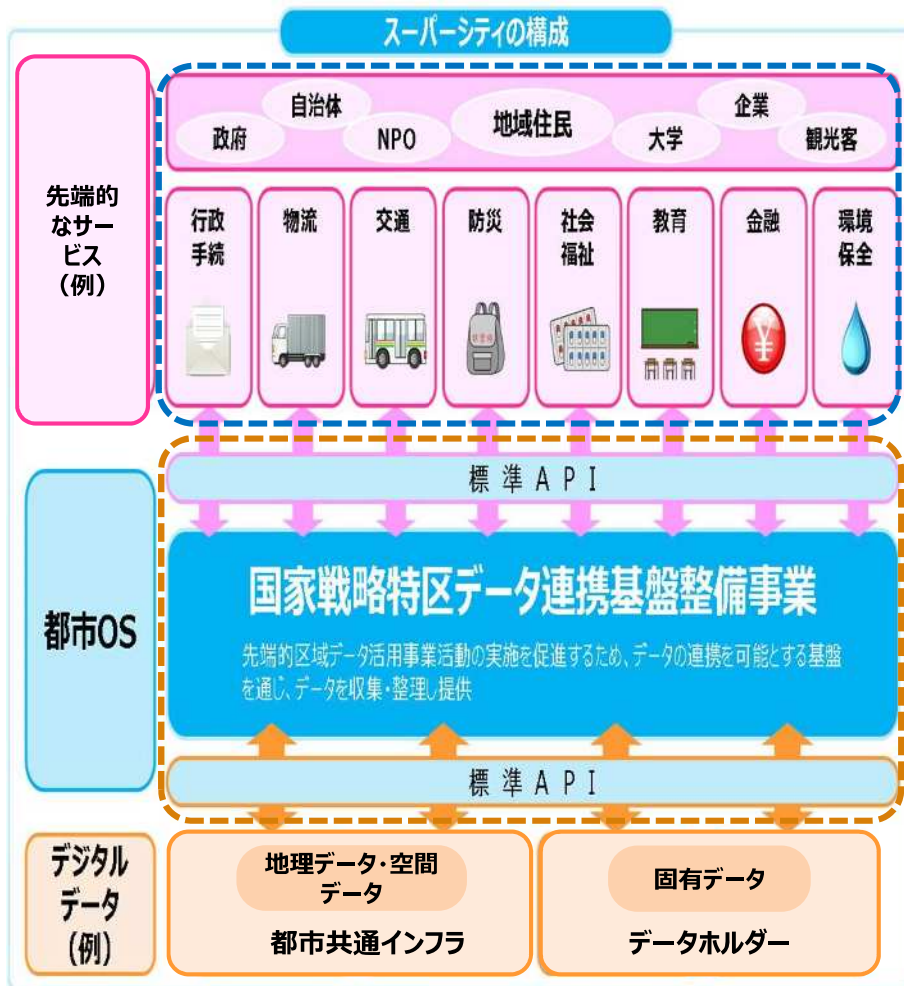 スーパーシティの構成
先端的
なサー
ビス
（例）
政府
自治体
NPO
地域住民
大学
企業
観光客
行政
手続
物流
交通
防災
社会
福祉
教育
金融
環境
保全
標準API
都市OS
国家戦略特区データ連携基盤整備事業
先端的区域データ活用事業活動の実施を促進するため、データの連携を可能とする基盤
を通じ、データを収集・整理し提供
標準API
デジタル
データ
（例）
地理データ・空間
データ
都市共通インフラ
固有データ
データホルダー